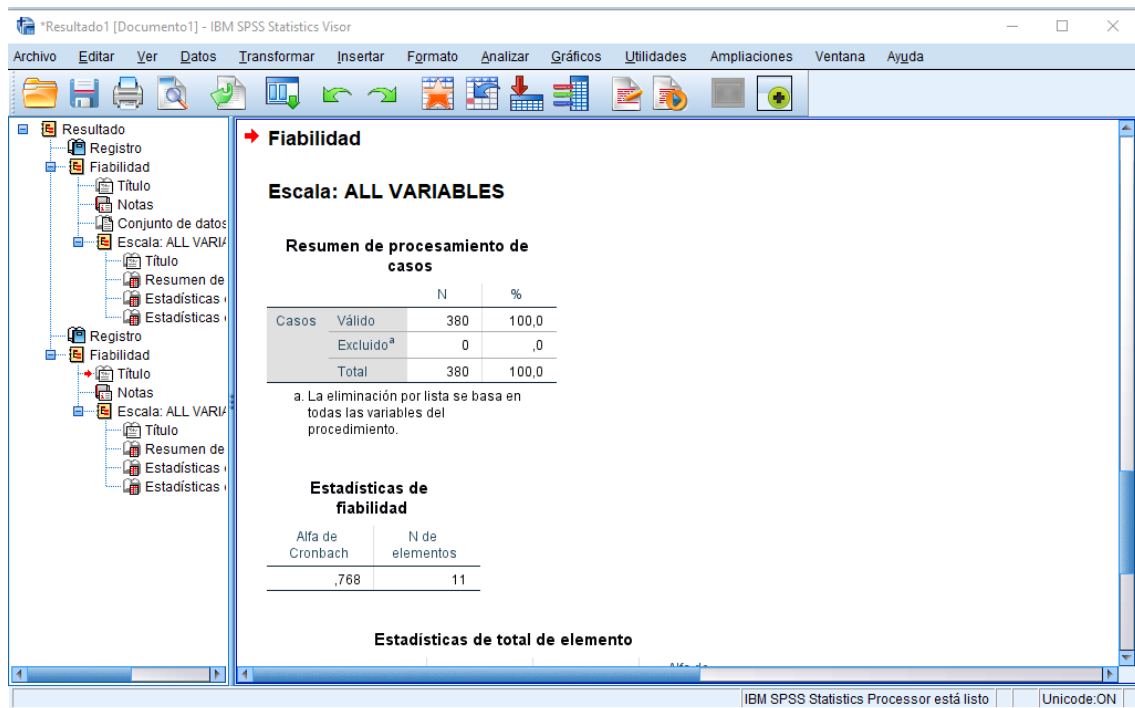 *Resultado1 [Documento1] - IBM SPSS Statistics Visor
Archivo Editar Ver Datos Transformar Insertar Formato Analizar Gráficos Utilidades Ampliaciones Ventana Ayuda
Resultado
Registro
Fiabilidad
Título
Notas
Conjunto de datos
Escala: ALL VARIA
Título
Resumen de
Estadísticas
Estadísticas
Registro
Fiabilidad
Título
Notas
Escala: ALL VARIA
Título
Resumen de
Estadísticas
Estadísticas
Fiabilidad
Escala: ALL VARIABLES
Resumen de procesamiento de
casos
N %
Casos Válido 380 100,0
Excluidoa 0 ,0
Total 380 100,0
a. La eliminación por lista se basa en
todas las variables del
procedimiento.
Estadísticas de
fiabilidad
Alfa de N de
Cronbach elementos
,768 11
Estadísticas de total de elemento
IBM SPSS Statistics Processor está listo Unicode:ON